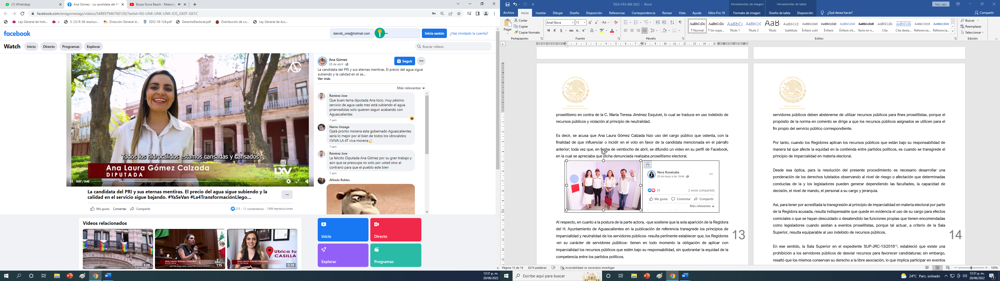 (1) WhatsApp
Ana Gómez - La candidata del PR
Bossa Nova Beach - Relaxing
facebook.com/anagomezags/videos/548897946760128/?extid=NS-UNK-UNK-UNK-IOS_GK0T-GK1C
Ley General de Insti...
s
5. CG-R-38 resoluci...
Dirección General d...
EDO-18-124.pdf
DerechoElectoral.pdf
Distribución de co...
Ley General de Acc...
facebook
daivids_one@hotmail.com
Inicia sesión
¿Has olvidado la cuenta?
Watch
Inicio
Directo
Programas
Explorar
Buscar vídeos
Todos los hidrocálidos estamos cansadas y cansados
Ana Laura Gómez Calzada
DIPUTADA
LXV
0:07 / 0:48
La candidata del PRI y sus eternas mentiras. El precio del agua sigue subiendo y la
calidad en el servicio sigue bajando. #YaSeVan #La4TransformaciónLlego...
Me gusta
Comentar
Compartir
215 · 11 comentarios · 1569 reproducciones
Ana Gómez
28 de abril ·
Seguir
La candidata del PRI y sus eternas mentiras. El precio del agua sigue
subiendo y la calidad en el se...
Ver más
Más relevantes
Ramirez Jose
Que buen tema diputada Ana toco, muy pésimo
servicio de agua cada mes está subiendo el agua,
prianredistas solo quieren seguir acabando con
Aguascalientes
7 sem
Narno Unzaga
Ojalá pronto morena este gobernado Aguascalientes
sería lo mejor por el bien de todos los idrocalidos
!!VIVA LA 4T viva morena💪
7 sem
Ramirez Jose
La felicito Diputada Ana Gómez por su gran trabajo y
aún que se preocupa no solo por usted sino al
contrario para que el pueblo este bien
7 sem
Alfredo Robles
Vídeos relacionados
1:28
Ana Laura Gómez Calzada
DIPUTADA
LXV
por una simple razón, porque NO SOMOS IGUALES
1:15
Ubica tu
CASILLA
Ana Laura Gómez Calzada
DIPUTADA
0:38
Inicio
Directo
Explorar
Programas
12:31 p. m.
20/06/2022
TEEA-PES-069-2022 - Word
Herramientas de imagen
Herramientas de tabla
Inic. ses.
Archivo
Inicio
Insertar
Dibujar
Diseño
Disposición
Referencias
Correspondencia
Revisar
Vista
Ayuda
Nitro Pro 10
Formato de imagen
Diseño de tabla
Disposición
¿Qué desea hacer?
Compartir
Pegar
Cortar
Copiar
Copiar formato
Portapapeles
Arial Nova
11
N K S abc x₂ x²
Fuente
Párrafo
¶ Normal
¶ Sin espa...
Título 1
Título 2
Título
Subtítulo
Énfasis sutil
Énfasis
Énfasis int...
Texto en n...
Cita
Cita desta...
Referencia...
Referencia...
Estilos
Buscar
Reemplazar
Seleccionar
Edición
ESTADOS UNIDOS MEXICANOS
TRIBUNAL ELECTORAL
DEL ESTADO DE AGUASCALIENTES
proselitismo en contra de la C. María Teresa Jiménez Esquivel, lo cual se traduce en uso indebido de
recursos públicos y violación al principio de neutralidad.
Es decir, se acusa que Ana Laura Gómez Calzada hizo uso del cargo público que ostenta, con la
finalidad de que influenciar o incidir en el voto en favor de la candidata mencionada en el párrafo
anterior; toda vez que, en fecha de veintiocho de abril, se difundió un video en su perfil de Facebook,
en la cual se apreciaba que dicha denunciada realizaba proselitismo electoral.
Nora Ruvalcaba
29 de mayo a las 18:44 ·
55
2 veces compartido
Me gusta
Comentar
Compartir
Más relevantes
Al respecto, en cuanto a la postura de la parte actora, -que sostiene que la sola aparición de la Regidora
del H. Ayuntamiento de Aguascalientes en la publicación de referencia transgrede los principios de
imparcialidad y neutralidad de los servidores públicos- resulta pertinente establecer que, los Regidores
-en su carácter de servidores públicos- tienen en todo momento la obligación de aplicar con
imparcialidad los recursos públicos que estén bajo su responsabilidad, sin quebrantar la equidad de la
competencia entre los partidos políticos.
13
ESTADOS UNIDOS MEXICANOS
TRIBUNAL ELECTORAL
DEL ESTADO DE AGUASCALIENTES
servidores públicos deben abstenerse de utilizar recursos públicos para fines proselitistas, porque el
propósito de la norma en comento se dirige a que los recursos públicos asignados se utilicen para el
fin propio del servicio público correspondiente.
Por tanto, cuando los Regidores aplican los recursos públicos que están bajo su responsabilidad de
manera tal que afecte la equidad en la contienda entre partidos políticos, es cuando se transgrede el
principio de imparcialidad en materia electoral.
Desde esa óptica, para la resolución del presente procedimiento es necesario desarrollar una
ponderación de los derechos tutelados observando al nivel de riesgo o afectación que determinadas
conductas de la y los legisladores pueden generar dependiendo las facultades, la capacidad de
decisión, el nivel de mando, el personal a su cargo y jerarquía.
Así, para tener por acreditada la transgresión al principio de imparcialidad en materia electoral por parte
de la Regidora acusada, resulta indispensable que quede en evidencia el uso de su cargo para efectos
comiciales o que se hayan descuidado o desatendido las funciones propias que tienen encomendadas
como legisladores cuando asistan a eventos proselitistas, porque tal actuar, a criterio de la Sala
Superior, resulta equiparable al uso indebido de recursos públicos.
14
En ese sentido, la Sala Superior en el expediente SUP-JRC-13/2018¹³, estableció que existe una
prohibición a los servidores públicos de desviar recursos para favorecer candidaturas; sin embargo,
resaltó que los mismos conservan su derecho a la libre asociación, lo que implica participar en eventos
Página 13 de 16
6274 palabras
Accesibilidad: es necesario investigar
100%
Escribe aquí para buscar
24°C Parc. soleado
12:31 p. m.
20/06/2022